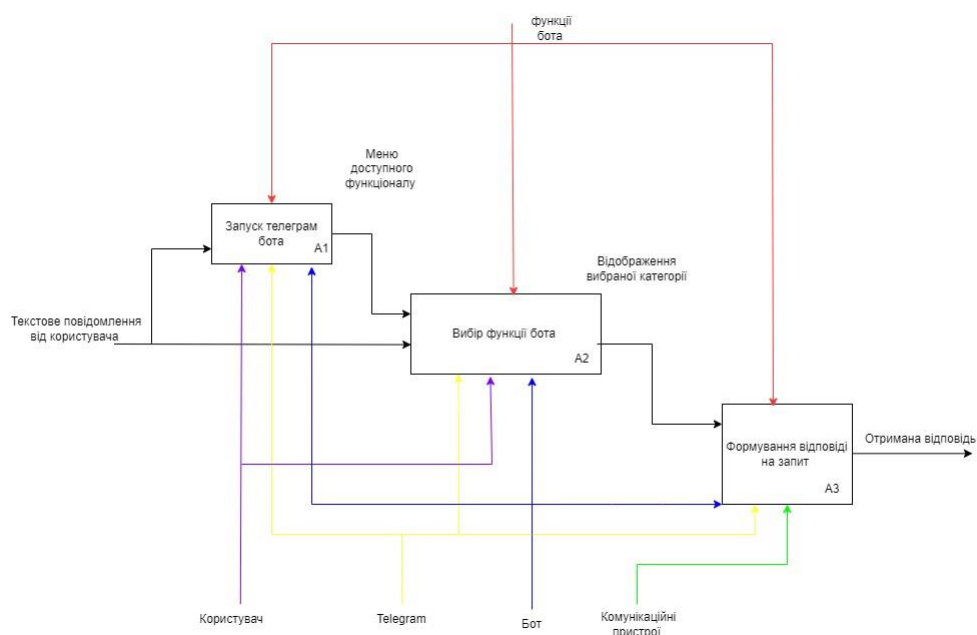 функції
бота
Меню
доступного
функціоналу
Запуск телеграм
бота
A1
Відображення
вибраної категорії
Текстове повідомлення
від користувача
Вибір функції бота
A2
Формування відповіді
на запит
A3
Отримана відповідь
Користувач
Telegram
Бот
Комунікаційні
пристрої